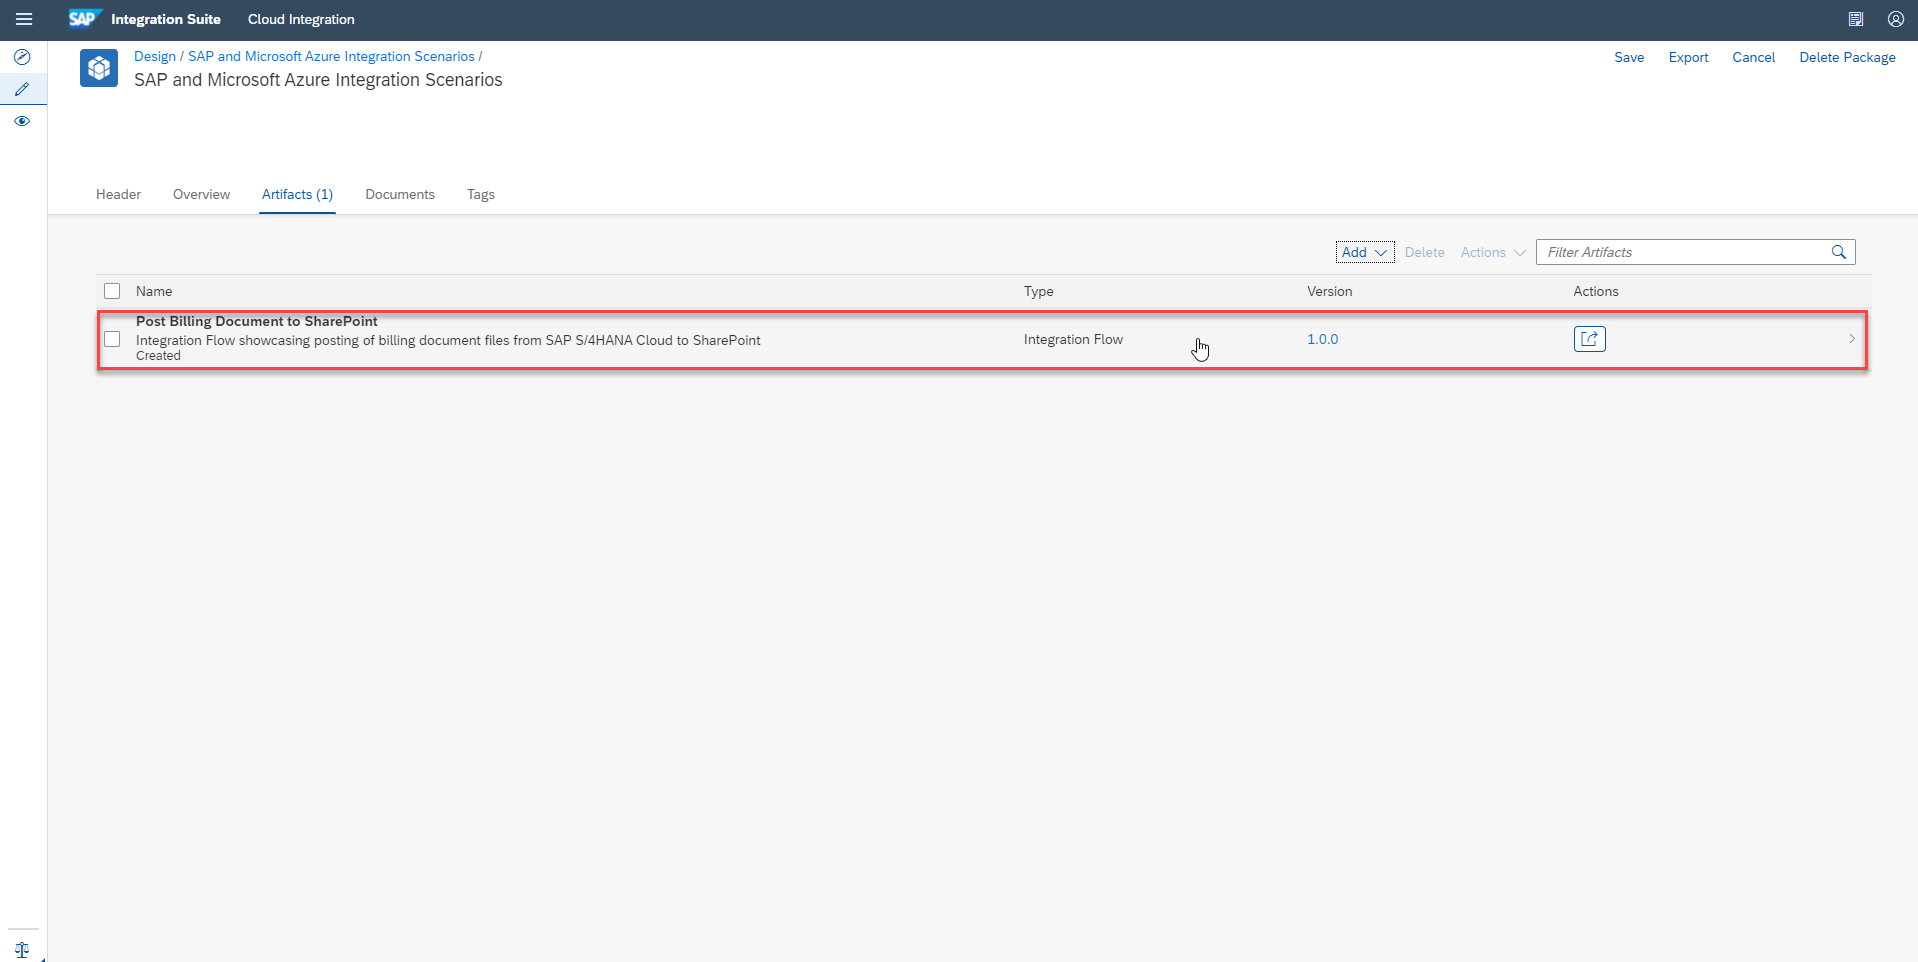 SAP Integration Suite Cloud Integration
Design / SAP and Microsoft Azure Integration Scenarios /
SAP and Microsoft Azure Integration Scenarios
Save Export Cancel Delete Package
Header Overview Artifacts (1) Documents Tags
Add Delete Actions Filter Artifacts
Name Type Version Actions
Post Billing Document to SharePoint
Integration Flow showcasing posting of billing document files from SAP S/4HANA Cloud to SharePoint Integration Flow 1.0.0
Created